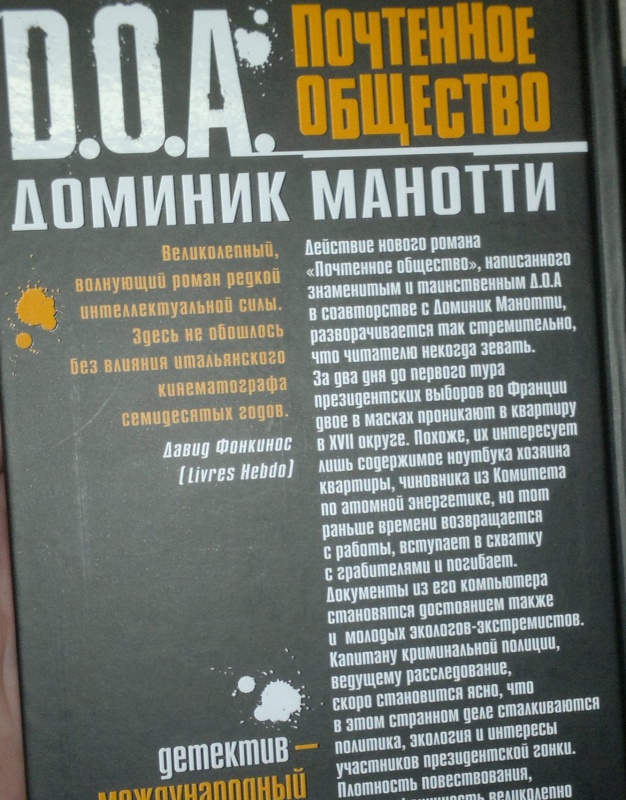 D.O.A.
ПОЧТЕННОЕ
ОБЩЕСТВО
ДОМИНИК МАНОТТИ
Великолепный,
волнующий роман редкой
интеллектуальной силы.
Здесь не обошлось
без влияния итальянского
кинематографа
семидесятых годов.
Давид Фонкинос
(Livres Hebdo)
Действие нового романа
«Почтенное общество», написанного
знаменитым и таинственным Д.О.А
в соавторстве с Доминик Манотти,
разворачивается так стремительно,
что читателю некогда зевать.
За два дня до первого тура
президентских выборов во Франции
двое в масках проникают в квартиру
в XVII округе. Похоже, их интересует
лишь содержимое ноутбука хозяина
квартиры, чиновника из Комитета
по атомной энергетике, но тот
раньше времени возвращается
с работы, вступает в схватку
с грабителями и погибает.
Документы из его компьютера
становятся достоянием также
и молодых экологов-экстремистов.
Капитану криминальной полиции,
ведущему расследование,
скоро становится ясно, что
в этом странном деле сталкиваются
политика, экология и интересы
участников президентской гонки.
Плотность повествования,
великолепно
детектив –
международный